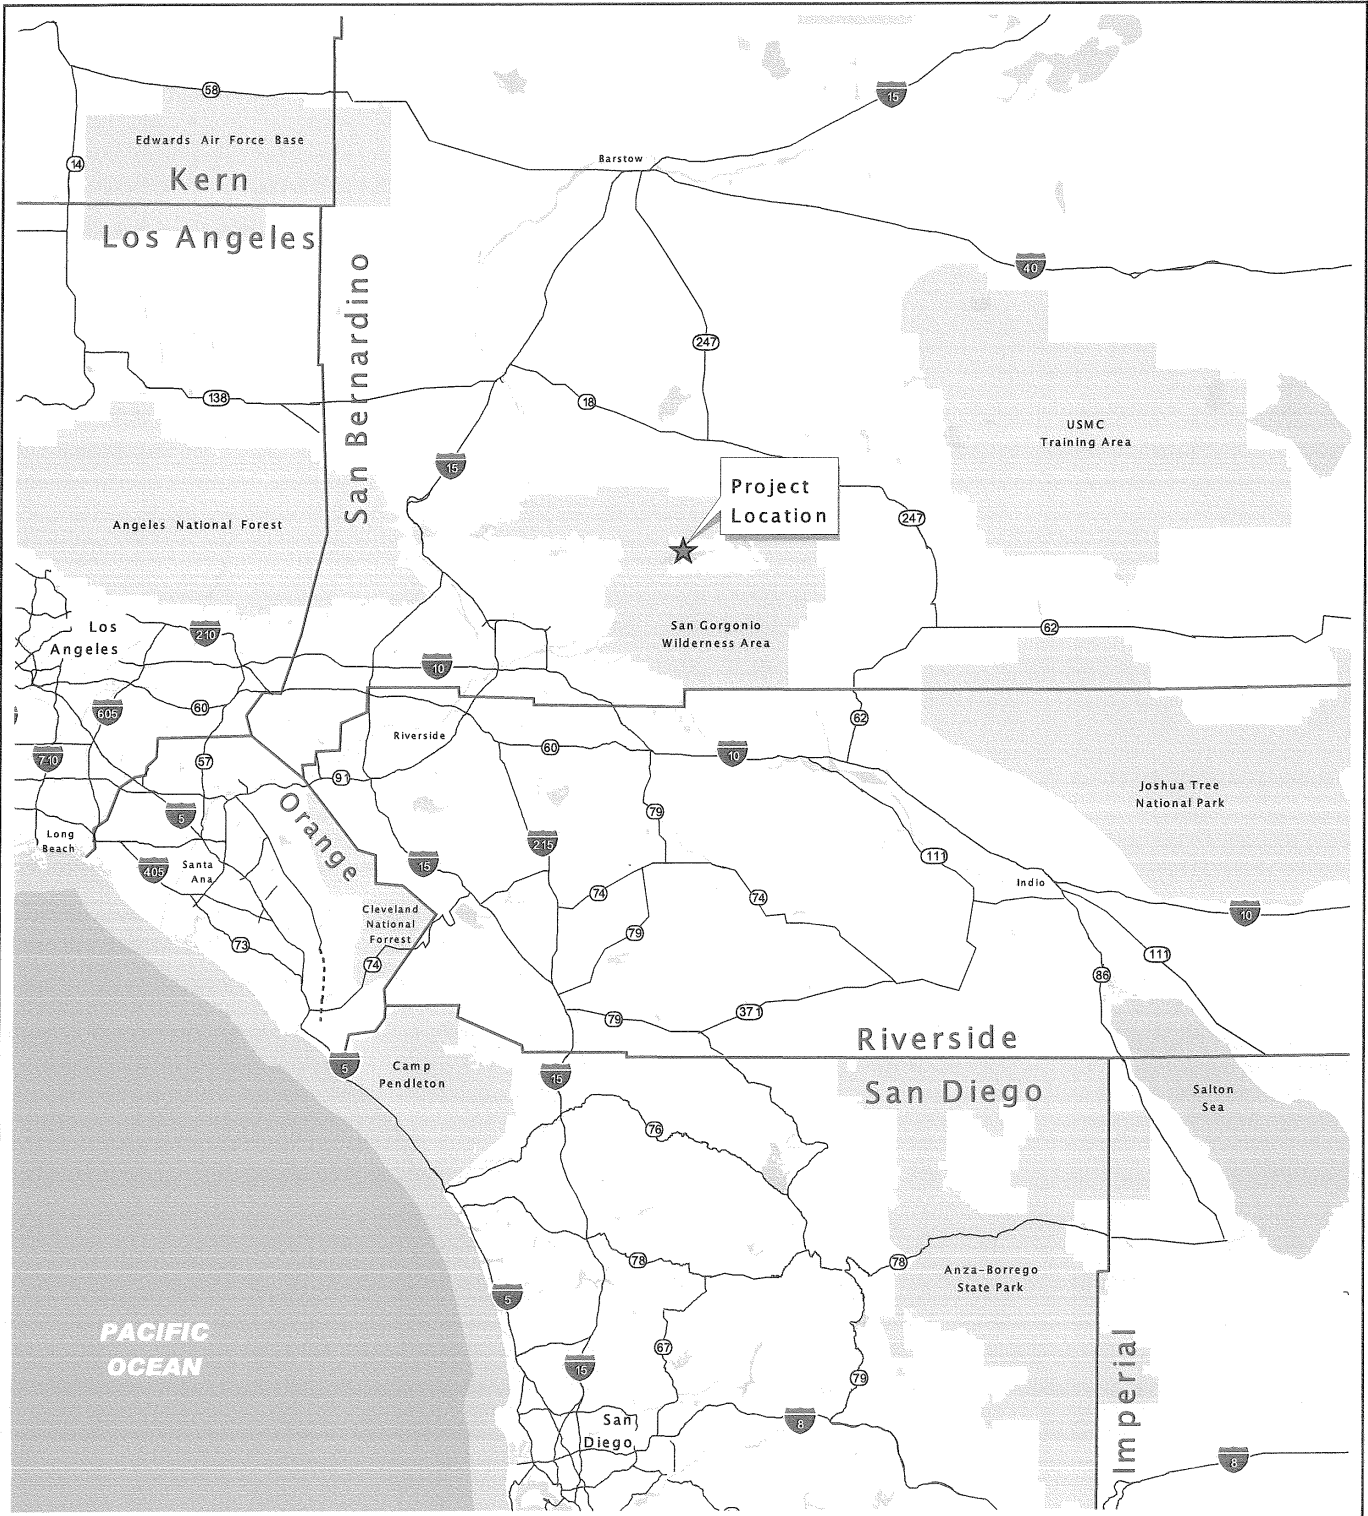 58
15
Edwards Air Force Base
14
Barstow
Kern
Los Angeles
40
San Bernardino
247
138
18
USMC
Training Area
15
Project
Location
247
Angeles National Forest
Los
Angeles
210
San Gorgonio
Wilderness Area
62
10
605
60
62
Riverside
60
10
710
57
91
Joshua Tree
National Park
Orange
5
79
Long
Beach
215
111
405
Santa
Ana
15
Indio
74
74
Cleveland
National
Forrest
10
79
73
74
111
86
79
371
Riverside
5
Camp
Pendleton
15
San Diego
Salton
Sea
76
78
78
Anza-Borrego
State Park
5
PACIFIC
OCEAN
67
Imperial
15
79
San
Diego
8
8